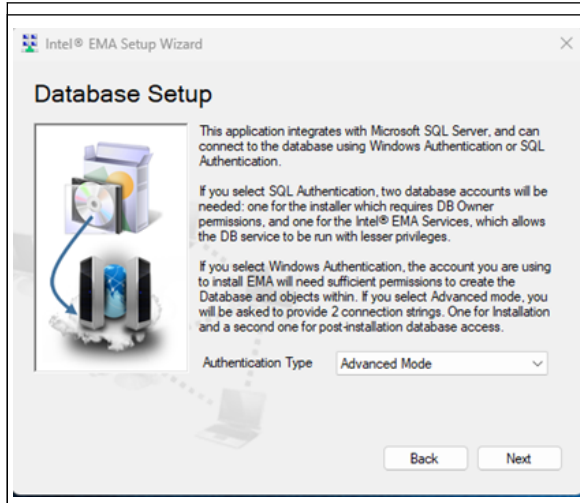 Intel® EMA Setup Wizard
Database Setup
This application integrates with Microsoft SQL Server, and can
connect to the database using Windows Authentication or SQL
Authentication.
If you select SQL Authentication, two database accounts will be
needed: one for the installer which requires DB Owner
permissions, and one for the Intel® EMA Services, which allows
the DB service to be run with lesser privileges.
If you select Windows Authentication, the account you are using
to install EMA will need sufficient permissions to create the
Database and objects within. If you select Advanced mode, you
will be asked to provide 2 connection strings. One for Installation
and a second one for post-installation database access.
Authentication Type Advanced Mode
Back Next